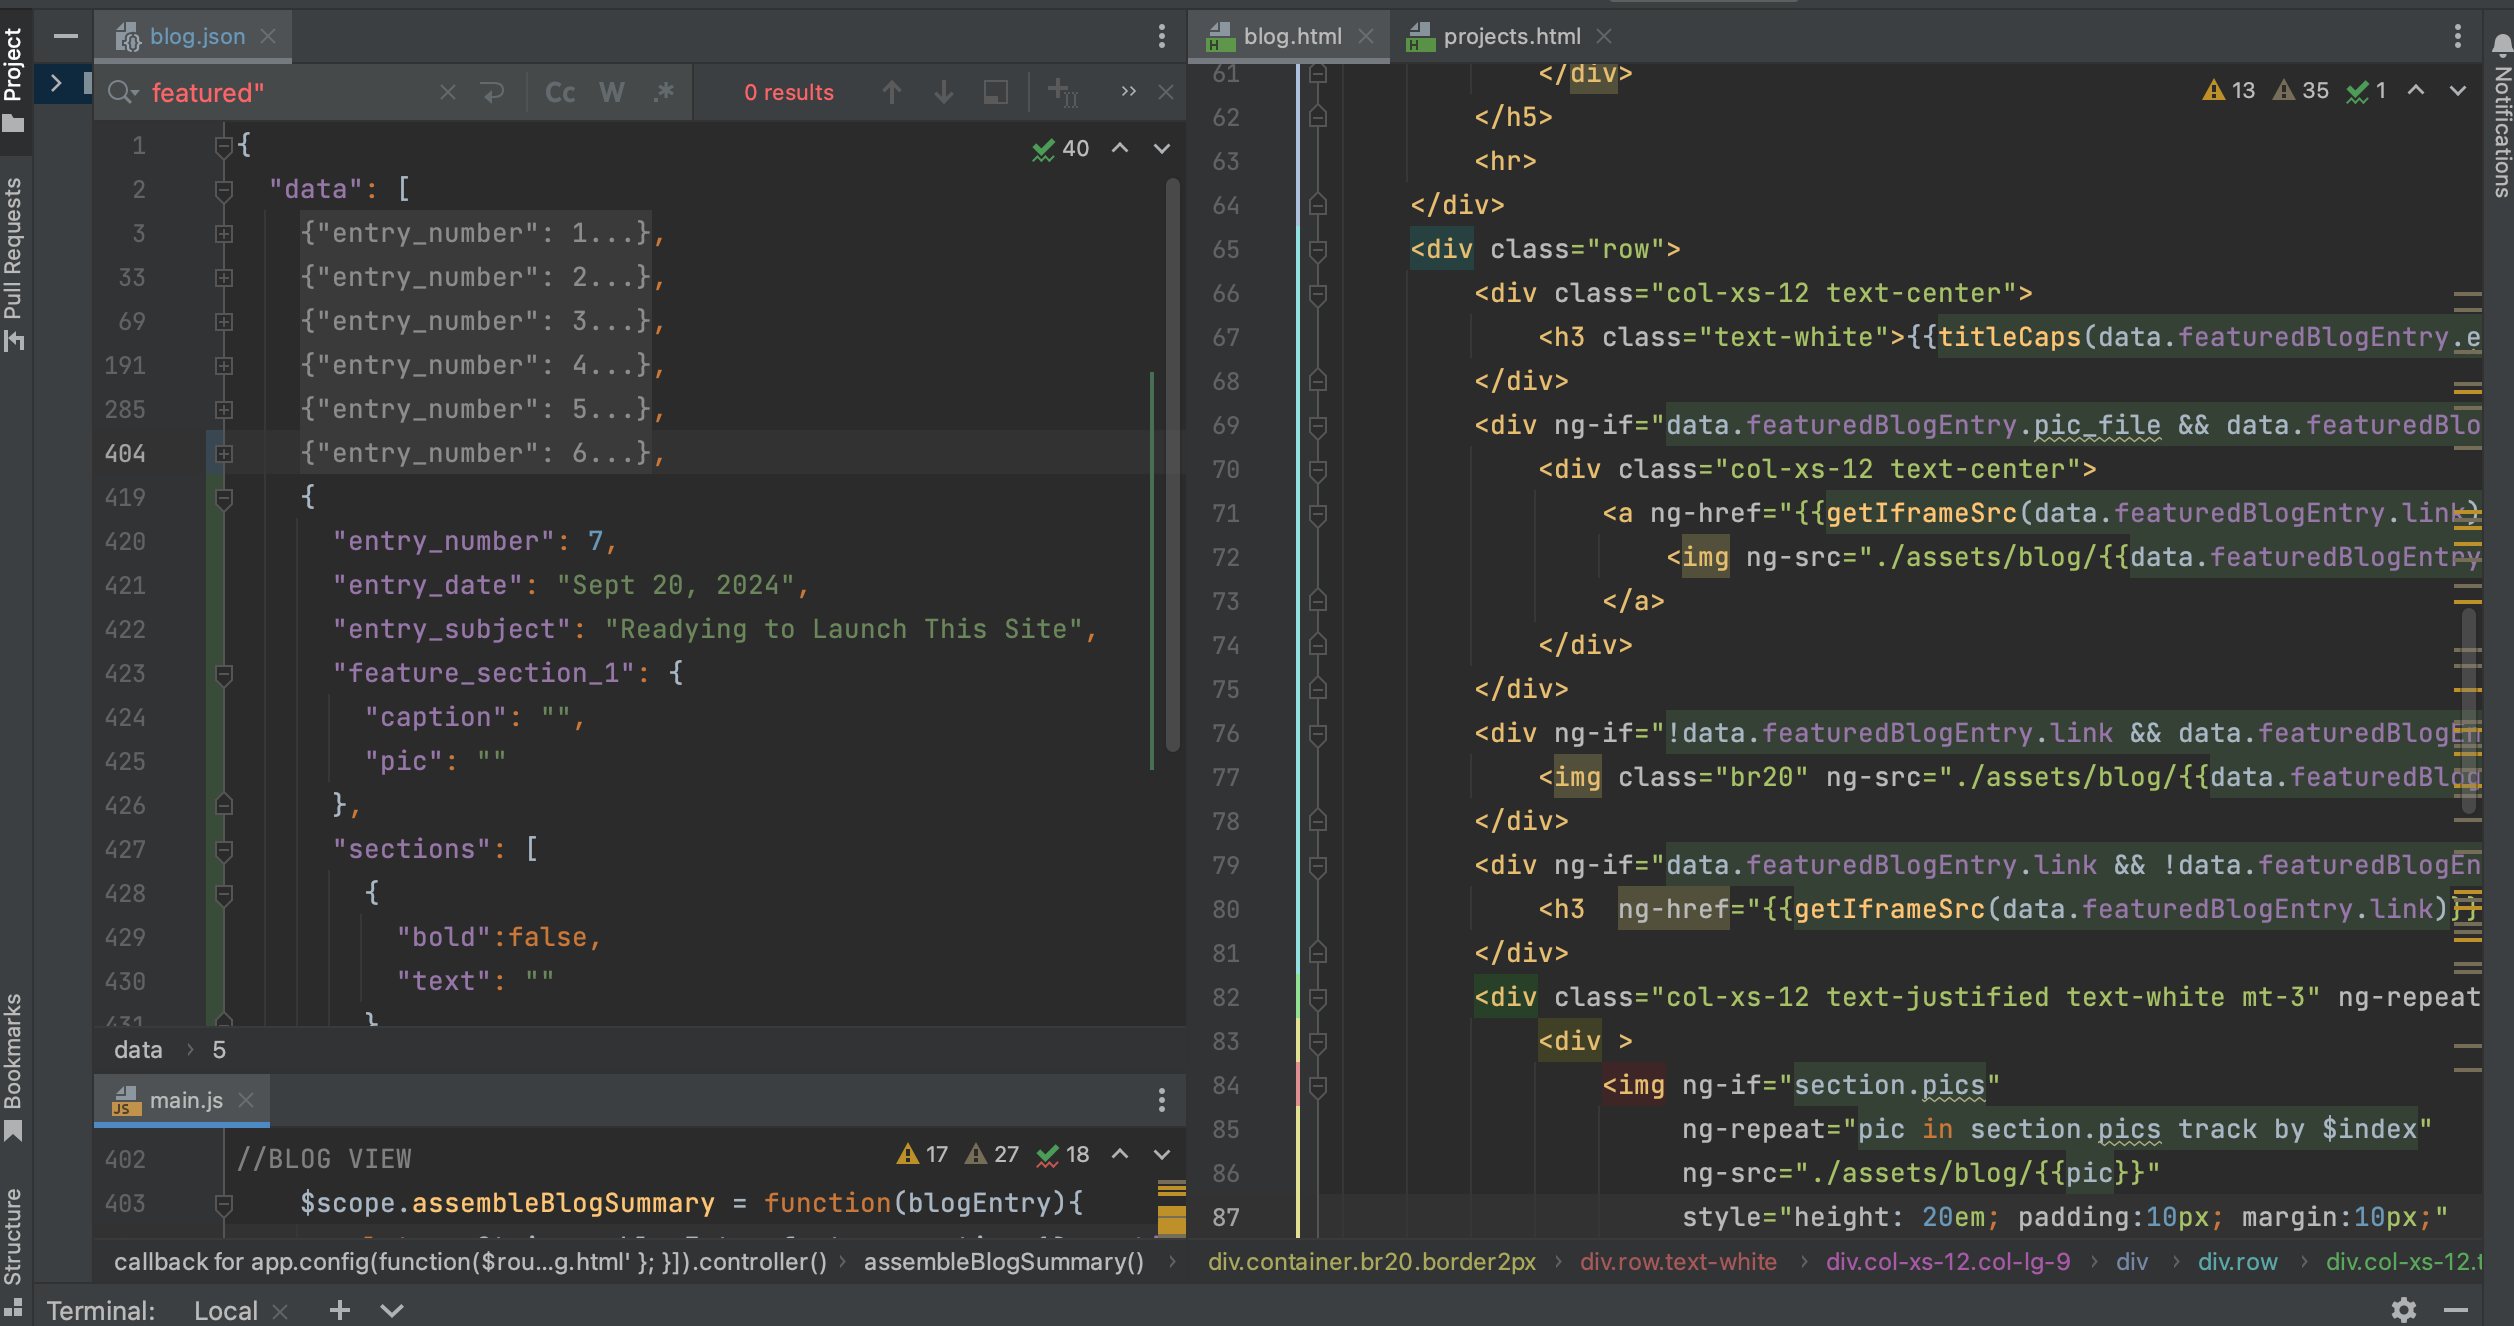 Project
Pull Requests
Bookmarks
Structure
blog.json
featured"
Cc
W
.*
0 results
40
1 {
2 "data": [
3 {"entry_number": 1...},
33 {"entry_number": 2...},
69 {"entry_number": 3...},
191 {"entry_number": 4...},
285 {"entry_number": 5...},
404 {"entry_number": 6...},
419 {
420 "entry_number": 7,
421 "entry_date": "Sept 20, 2024",
422 "entry_subject": "Readying to Launch This Site",
423 "feature_section_1": {
424 "caption": "",
425 "pic": ""
426 },
427 "sections": [
428 {
429 "bold":false,
430 "text": ""
431 }
data › 5
main.js
17 27 18
402 //BLOG VIEW
403 $scope.assembleBlogSummary = function(blogEntry){
callback for app.config(function($rou...g.html' }; }]).controller() › assembleBlogSummary() ›
blog.html
projects.html
13 35 1
61 </div>
62 </h5>
63 <hr>
64 </div>
65 <div class="row">
66 <div class="col-xs-12 text-center">
67 <h3 class="text-white">{{titleCaps(data.featuredBlogEntry.e
68 </div>
69 <div ng-if="data.featuredBlogEntry.pic_file && data.featuredBlo
70 <div class="col-xs-12 text-center">
71 <a ng-href="{{getIframeSrc(data.featuredBlogEntry.link)
72 <img ng-src="./assets/blog/{{data.featuredBlogEntry
73 </a>
74 </div>
75 </div>
76 <div ng-if="!data.featuredBlogEntry.link && data.featuredBlogEn
77 <img class="br20" ng-src="./assets/blog/{{data.featuredBlog
78 </div>
79 <div ng-if="data.featuredBlogEntry.link && !data.featuredBlogEn
80 <h3 ng-href="{{getIframeSrc(data.featuredBlogEntry.link)}}
81 </div>
82 <div class="col-xs-12 text-justified text-white mt-3" ng-repeat
83 <div >
84 <img ng-if="section.pics"
85 ng-repeat="pic in section.pics track by $index"
86 ng-src="./assets/blog/{{pic}}"
87 style="height: 20em; padding:10px; margin:10px;"
div.container.br20.border2px › div.row.text-white › div.col-xs-12.col-lg-9 › div › div.row › div.col-xs-12.t
Notifications
Terminal: Local